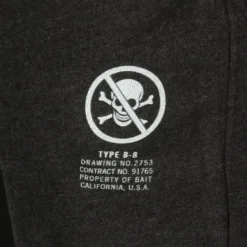 TYPE B-8
DRAWING NO.2753
CONTRACT NO. 91765
PROPERTY OF BAIT
CALIFORNIA, U.S.A.